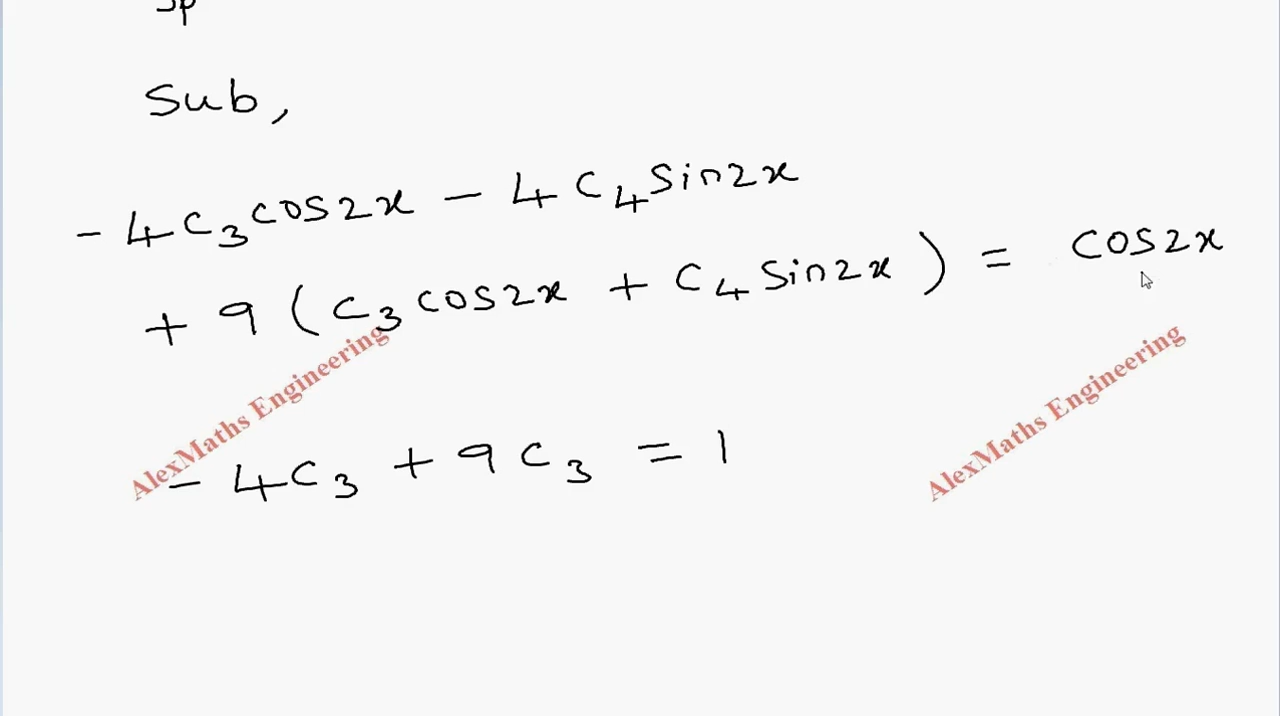 Sub,
- 4C₃cos2x - 4C₄Sin2x
+ 9 (C₃cos2x + C₄Sin2x) = cos2x
- 4C₃ + 9C₃ = 1
AlexMaths Engineering
AlexMaths Engineering